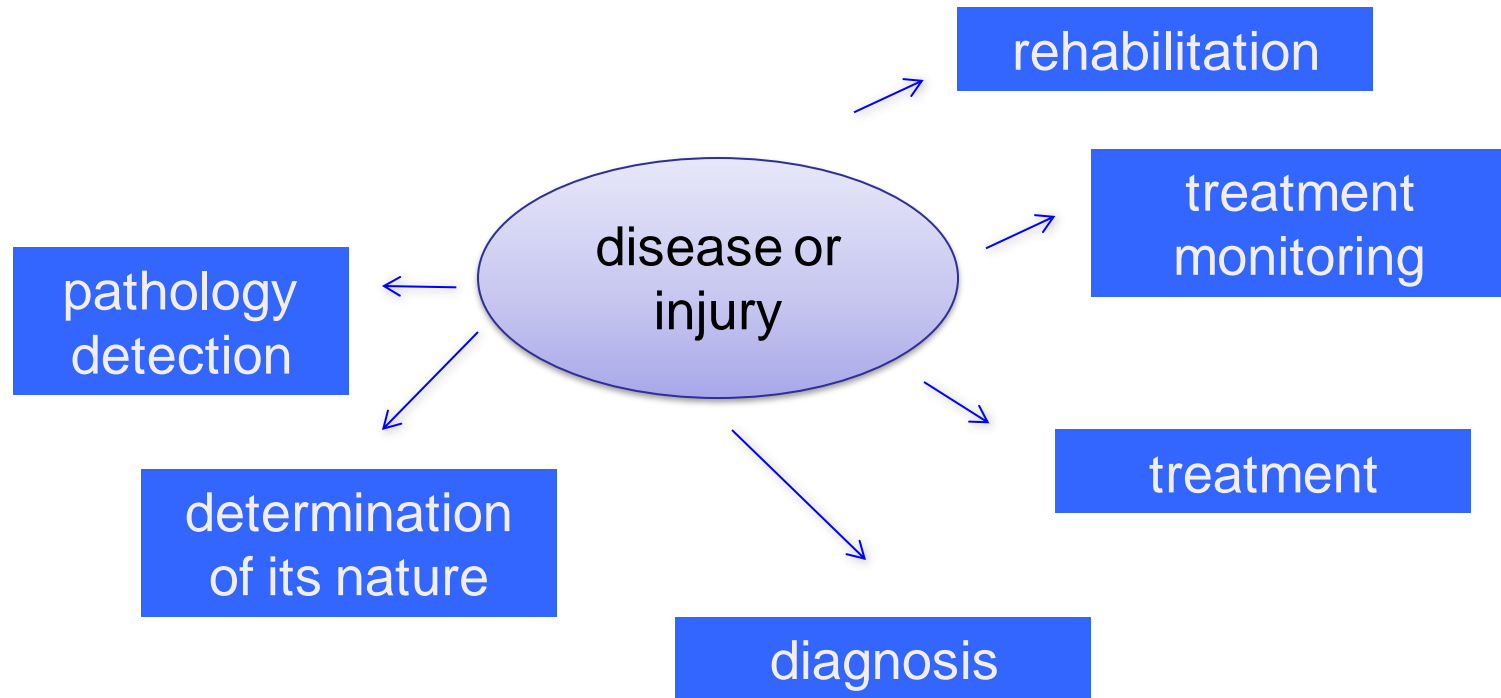 rehabilitation
treatment
monitoring
disease or
injury
pathology
detection
treatment
determination
of its nature
diagnosis